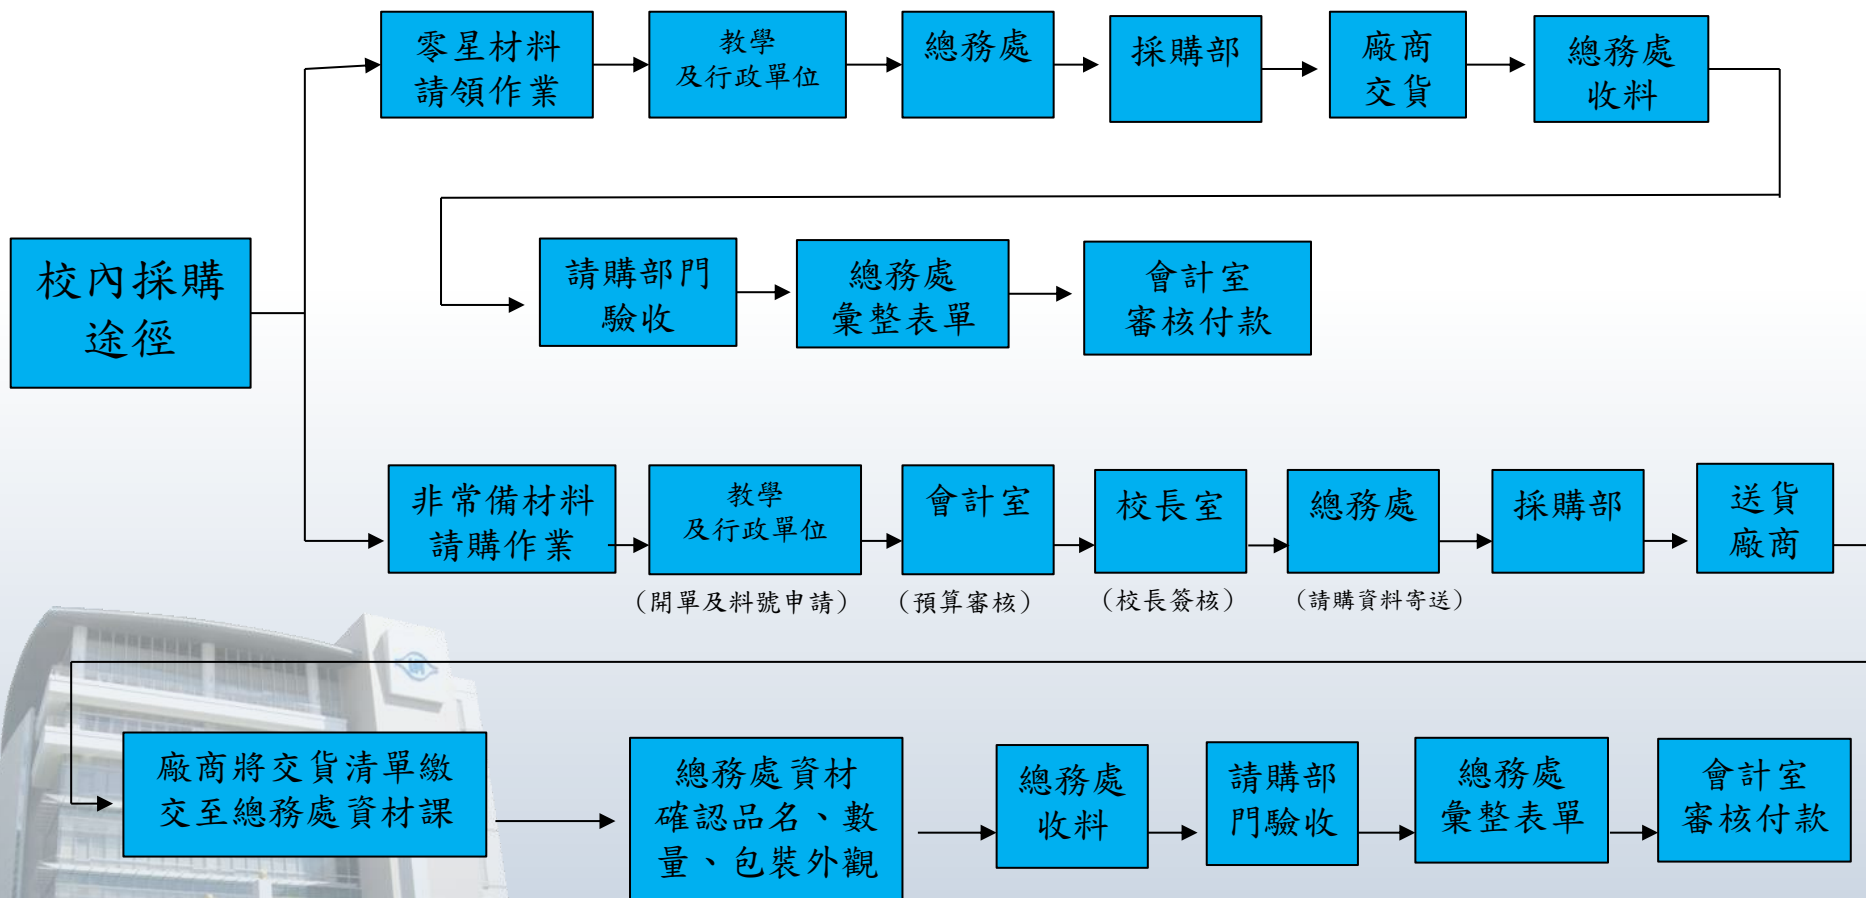 零星材料
請領作業
教學
及行政單位
總務處
採購部
廠商
交貨
總務處
收料
校內採購
途徑
請購部門
驗收
總務處
彙整表單
會計室
審核付款
非常備材料
請購作業
教學
及行政單位
(開單及料號申請)
會計室
(預算審核)
校長室
(校長簽核)
總務處
(請購資料寄送)
採購部
送貨
廠商
廠商將交貨清單繳
交至總務處資材課
總務處資材
確認品名、數
量、包裝外觀
總務處
收料
請購部
門驗收
總務處
彙整表單
會計室
審核付款